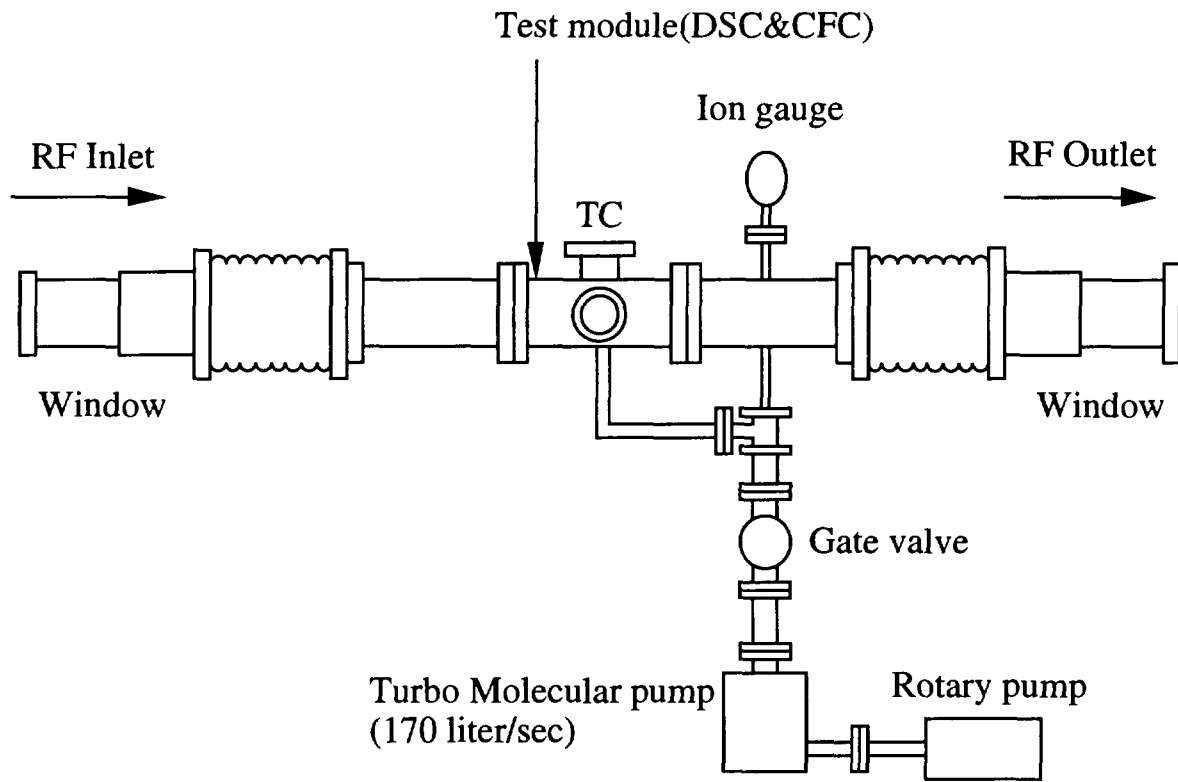 Test module(DSC&CFC)
Ion gauge
RF Inlet
RF Outlet
TC
Window
Window
Gate valve
Turbo Molecular pump
(170 liter/sec)
Rotary pump